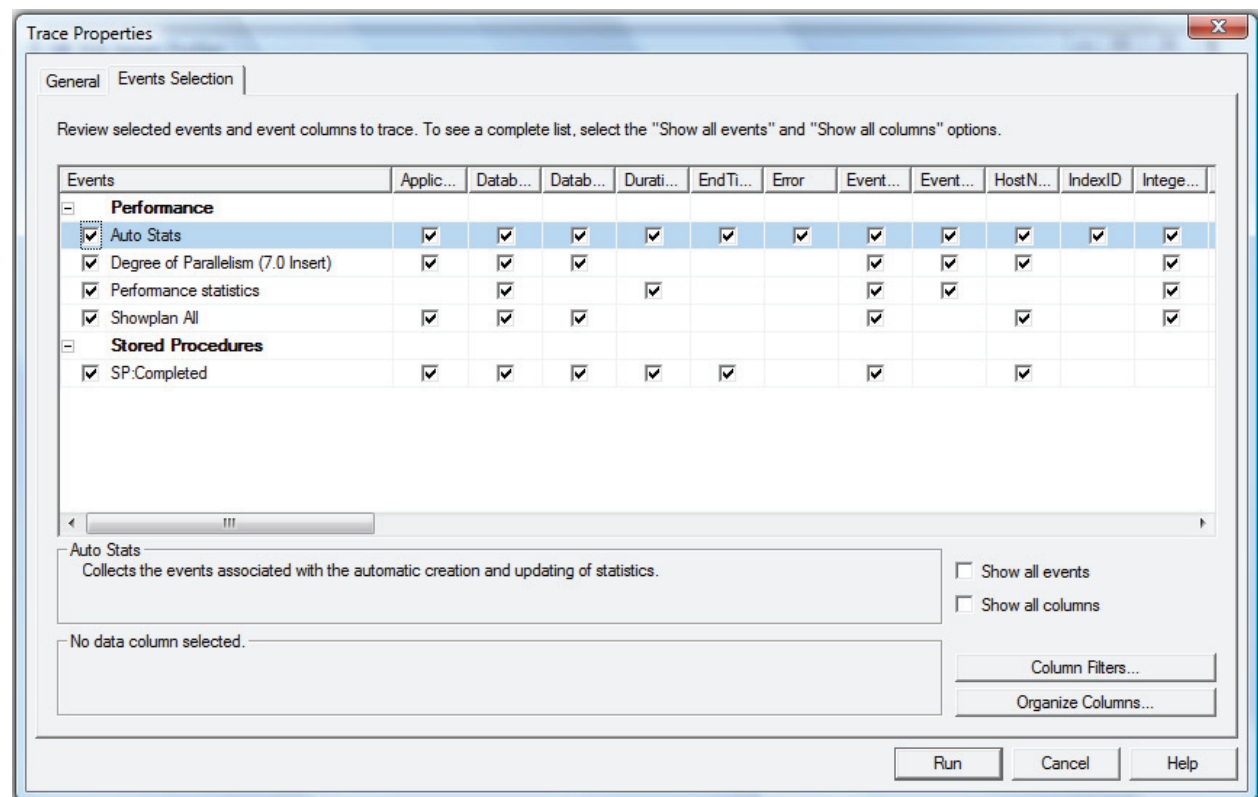 Trace Properties
General Events Selection
Review selected events and event columns to trace. To see a complete list, select the "Show all events" and "Show all columns" options.
Events Applic... Datab... Datab... Durati... EndTi... Error Event... Event... HostN... IndexID Intege...
Performance
Auto Stats
Degree of Parallelism (7.0 Insert)
Performance statistics
Showplan All
Stored Procedures
SP:Completed
Auto Stats
Collects the events associated with the automatic creation and updating of statistics.
Show all events
Show all columns
No data column selected.
Column Filters...
Organize Columns...
Run Cancel Help